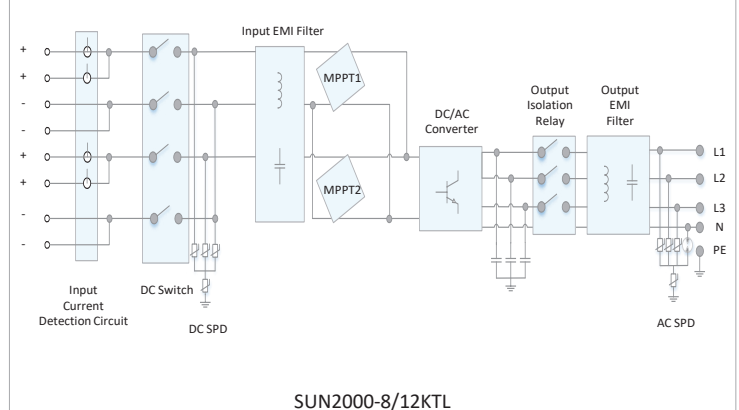 Input EMI Filter
+
+
-
-
+
+
-
-
MPPT1
MPPT2
DC/AC
Converter
Output
Isolation
Relay
Output
EMI
Filter
L1
L2
L3
N
PE
Input
Current
Detection Circuit
DC Switch
DC SPD
AC SPD
SUN2000-8/12KTL